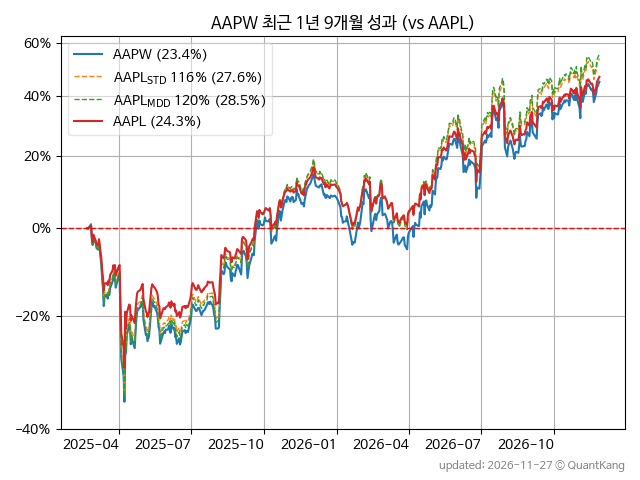 AAPW 최근 1년 9개월 성과 (vs AAPL)
60%
40%
20%
0%
−20%
−40%
AAPW (23.4%)
AAPL_STD 116% (27.6%)
AAPL_MDD 120% (28.5%)
AAPL (24.3%)
2025-04 2025-07 2025-10 2026-01 2026-04 2026-07 2026-10
updated: 2026-11-27 © QuantKang